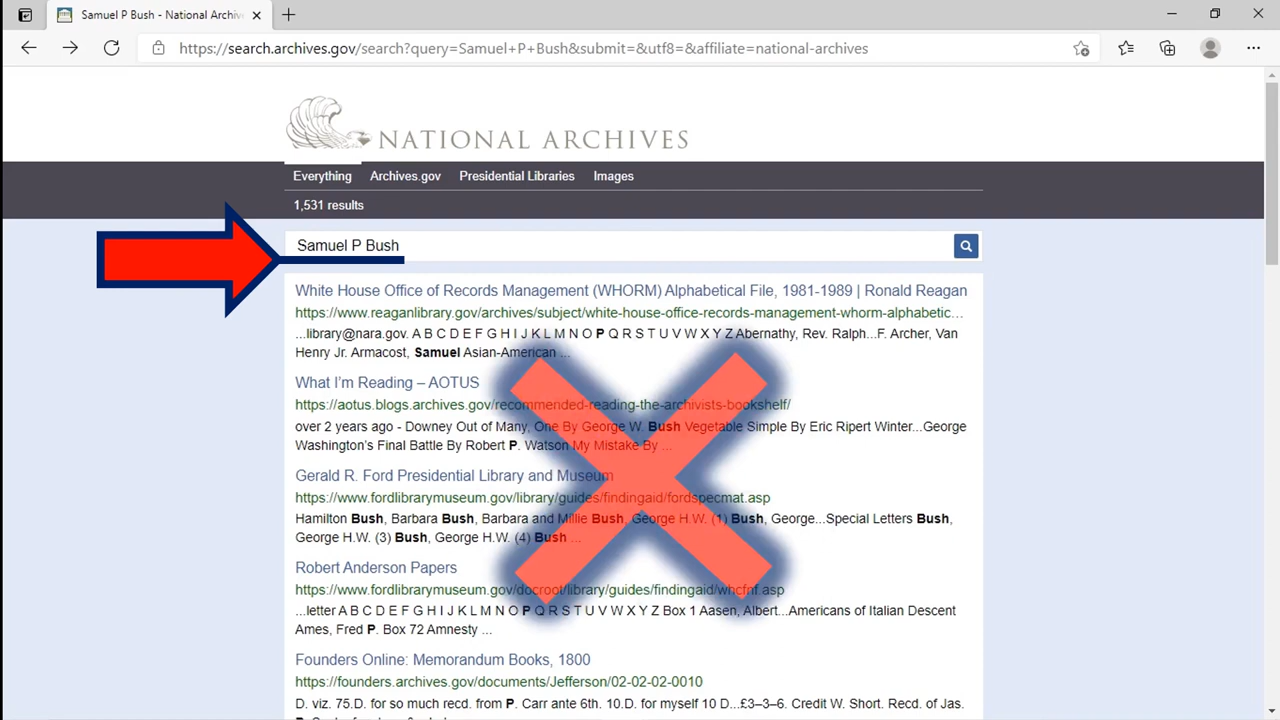 Samuel P Bush - National Archive
https://search.archives.gov/search?query=Samuel+P+Bush&submit=&utf8=&affiliate=national-archives
NATIONAL ARCHIVES
Everything Archives.gov Presidential Libraries Images
1,531 results
Samuel P Bush
White House Office of Records Management (WHORM) Alphabetical File, 1981-1989 | Ronald Reagan
https://www.reaganlibrary.gov/archives/subject/white-house-office-records-management-whorm-alphabetic…
...library@nara.gov. A B C D E F G H I J K L M N O P Q R S T U V W X Y Z Abernathy, Rev. Ralph...F. Archer, Van
Henry Jr. Armacost, Samuel Asian-American ...
What I'm Reading – AOTUS
https://aotus.blogs.archives.gov/recommended-reading-the-archivists-bookshelf/
over 2 years ago - Downey Out of Many, One By George W. Bush Vegetable Simple By Eric Ripert Winter...George
Washington's Final Battle By Robert P. Watson My Mistake By ...
Gerald R. Ford Presidential Library and Museum
https://www.fordlibrarymuseum.gov/library/guides/findingaid/fordspecmat.asp
Hamilton Bush, Barbara Bush, Barbara and Millie Bush, George H.W. (1) Bush, George...Special Letters Bush,
George H.W. (3) Bush, George H.W. (4) Bush ...
Robert Anderson Papers
https://www.fordlibrarymuseum.gov/docroot/library/guides/findingaid/whcfnf.asp
...letter A B C D E F G H I J K L M N O P Q R S T U V W X Y Z Box 1 Aasen, Albert...Americans of Italian Descent
Ames, Fred P. Box 72 Amnesty ...
Founders Online: Memorandum Books, 1800
https://founders.archives.gov/documents/Jefferson/02-02-02-0010
D. viz. 75.D. for so much recd. from P. Carr ante 6th. 10.D. for myself 10 D...£3–3–6. Credit W. Short. Recd. of Jas.